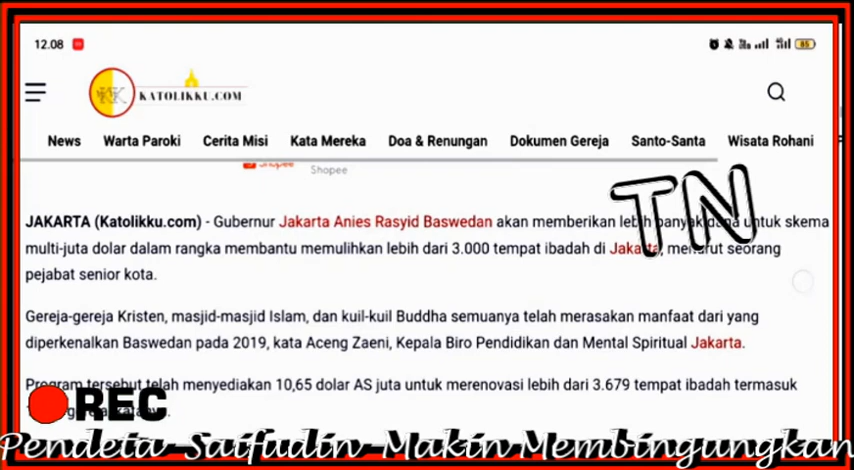 12.08
85
KATOLIKKU.COM
News Warta Paroki Cerita Misi Kata Mereka Doa & Renungan Dokumen Gereja Santo-Santa Wisata Rohani
Shopee
Shopee
TN
JAKARTA (Katolikku.com) - Gubernur Jakarta Anies Rasyid Baswedan akan memberikan lebih banyak dana untuk skema
multi-juta dolar dalam rangka membantu memulihkan lebih dari 3.000 tempat ibadah di Jakarta, menurut seorang
pejabat senior kota.
Gereja-gereja Kristen, masjid-masjid Islam, dan kuil-kuil Buddha semuanya telah merasakan manfaat dari yang
diperkenalkan Baswedan pada 2019, kata Aceng Zaeni, Kepala Biro Pendidikan dan Mental Spiritual Jakarta.
Program tersebut telah menyediakan 10,65 dolar AS juta untuk merenovasi lebih dari 3.679 tempat ibadah termasuk
REC
Pendeta Saifudin Makin Membingungkan